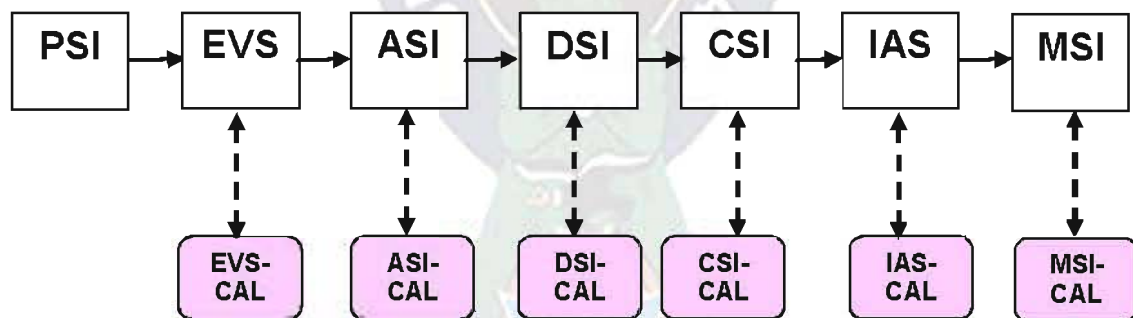 PSI EVS ASI DSI CSI IAS MSI
EVS- ASI- DSI- CSI- IAS- MSI-
CAL CAL CAL CAL CAL CAL